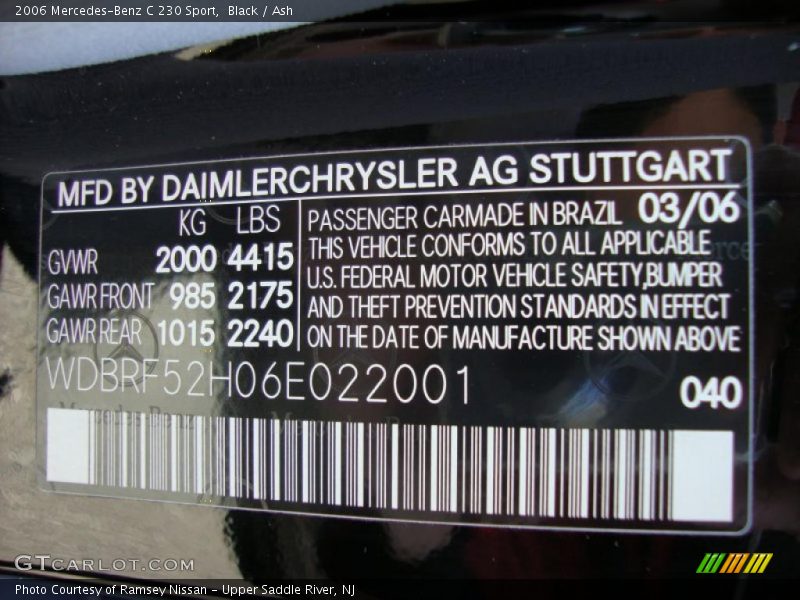 2006 Mercedes-Benz C 230 Sport, Black / Ash
MFD BY DAIMLERCHRYSLER AG STUTTGART
KG LBS
GVWR 2000 4415
GAWR FRONT 985 2175
GAWR REAR 1015 2240
PASSENGER CARMADE IN BRAZIL 03/06
THIS VEHICLE CONFORMS TO ALL APPLICABLE
U.S. FEDERAL MOTOR VEHICLE SAFETY,BUMPER
AND THEFT PREVENTION STANDARDS IN EFFECT
ON THE DATE OF MANUFACTURE SHOWN ABOVE
WDBRF52H06E022001
040
Mercedes-Benz
GTCARLOT.COM
Photo Courtesy of Ramsey Nissan - Upper Saddle River, NJ